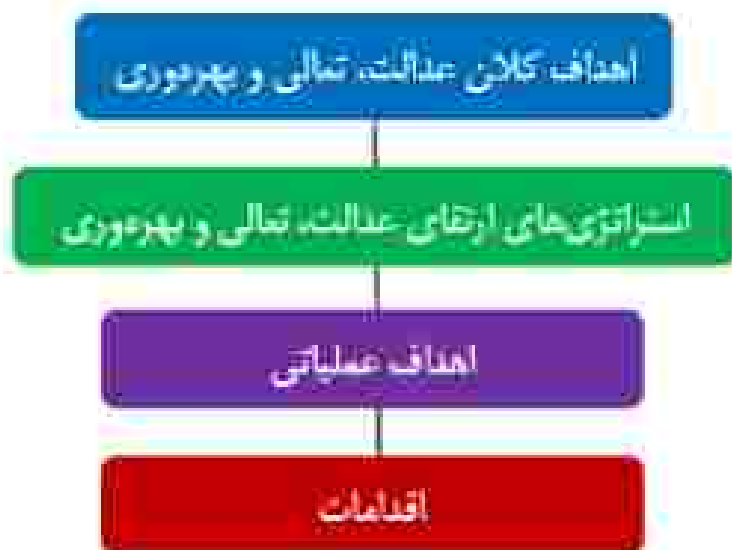 اهداف کلان عدالت، تعالی و بهره‌وری
استراتژی‌های ارتقای عدالت، تعالی و بهره‌وری
اهداف عملیاتی
اقدامات